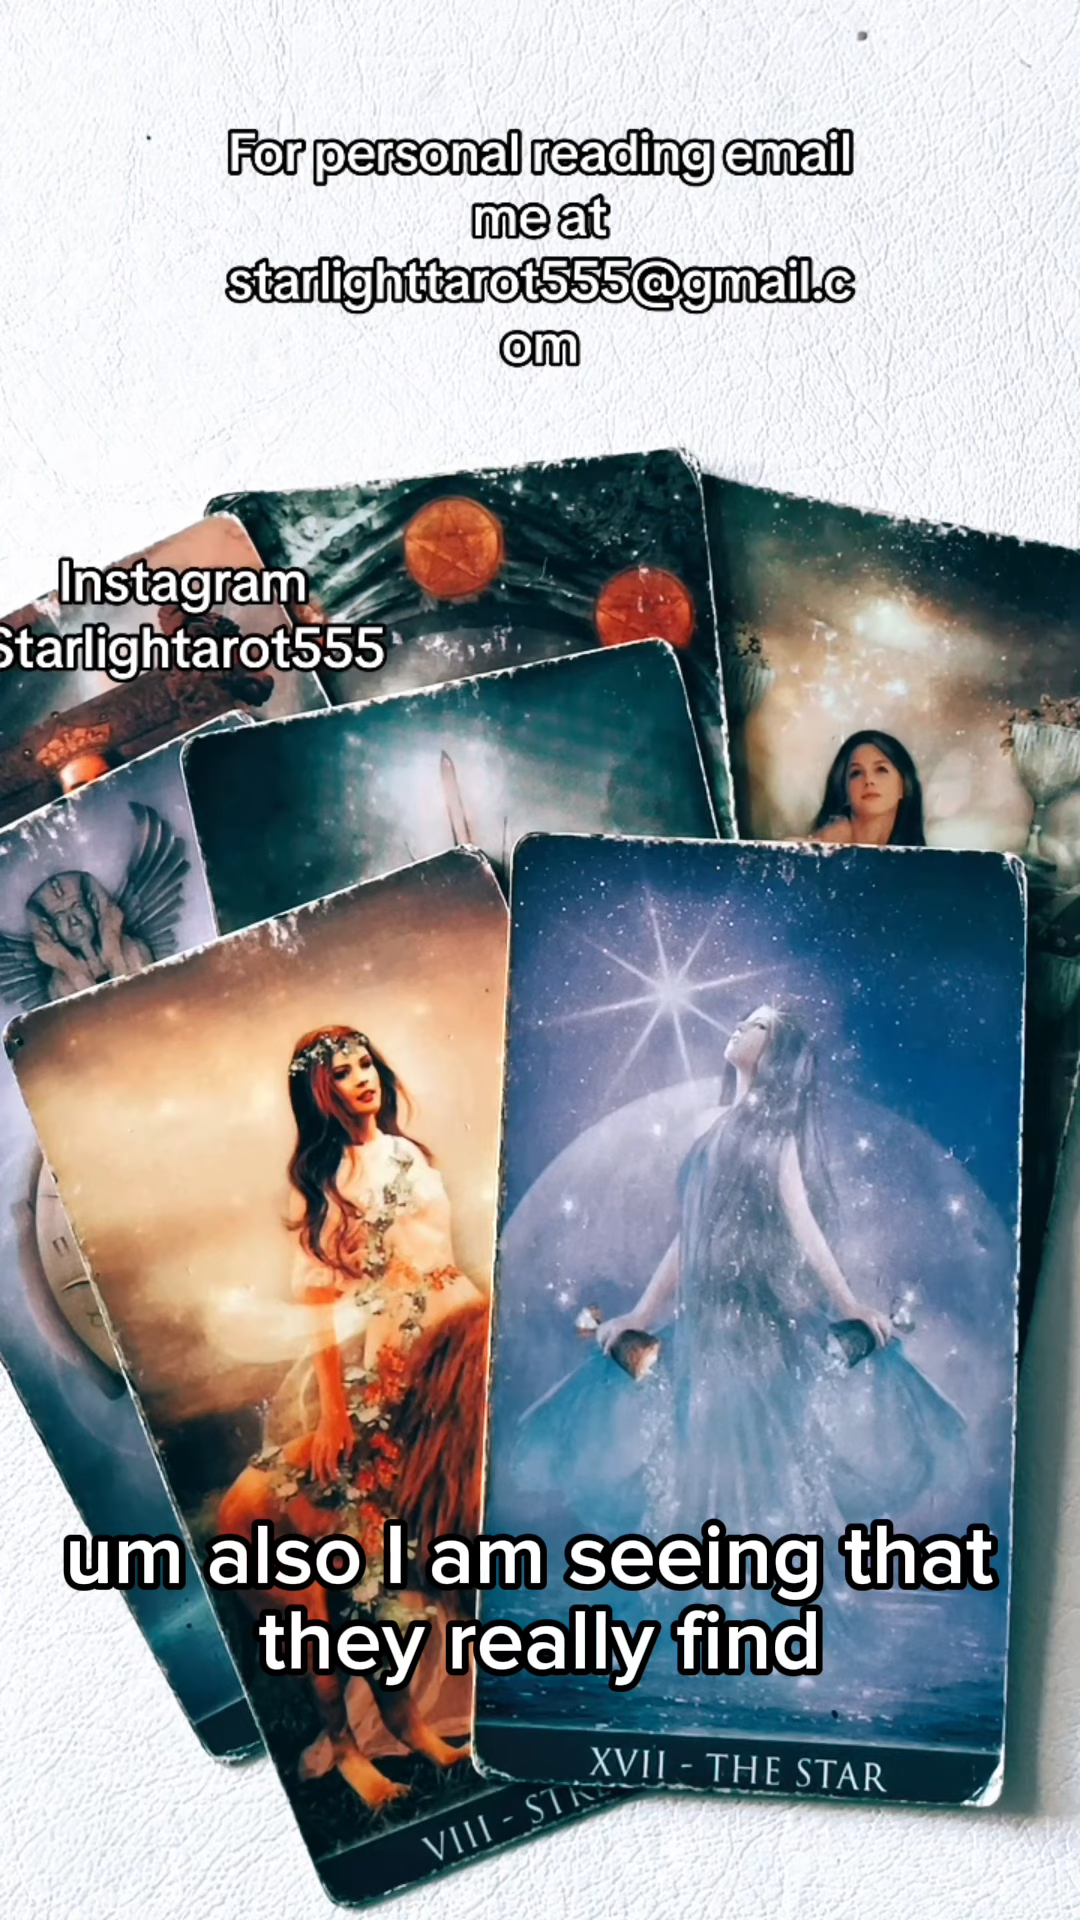 For personal reading email
me at
starlighttarot555@gmail.c
om
Instagram
Starlightarot555
um also I am seeing that
they really find
XVII - THE STAR
VIII - STR